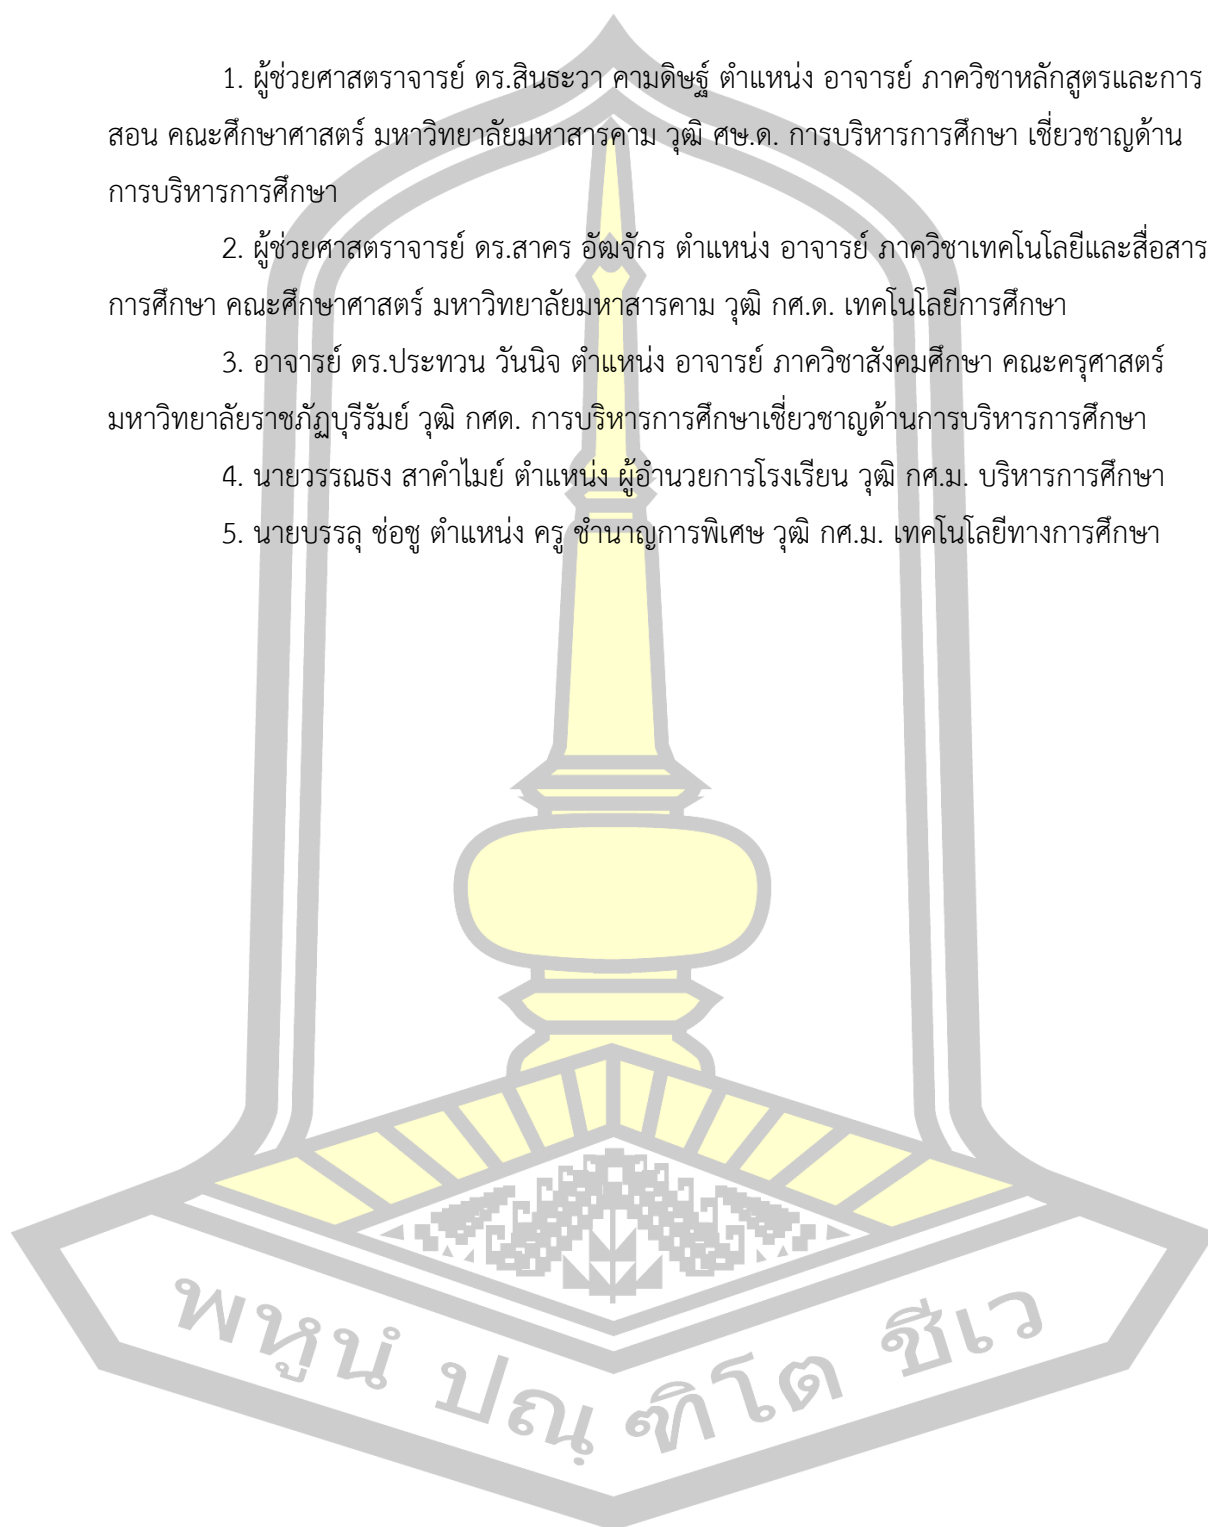 1. ผู้ช่วยศาสตราจารย์ ดร.สินธะวา คามดิษฐ์ ตำแหน่ง อาจารย์ ภาควิชาหลักสูตรและการ
สอน คณะศึกษาศาสตร์ มหาวิทยาลัยมหาสารคาม วุฒิ ศษ.ด. การบริหารการศึกษา เชี่ยวชาญด้าน
การบริหารการศึกษา
2. ผู้ช่วยศาสตราจารย์ ดร.สาคร อัฒจักร ตำแหน่ง อาจารย์ ภาควิชาเทคโนโลยีและสื่อสาร
การศึกษา คณะศึกษาศาสตร์ มหาวิทยาลัยมหาสารคาม วุฒิ กศ.ด. เทคโนโลยีการศึกษา
3. อาจารย์ ดร.ประทวน วันนิจ ตำแหน่ง อาจารย์ ภาควิชาสังคมศึกษา คณะครุศาสตร์
มหาวิทยาลัยราชภัฏบุรีรัมย์ วุฒิ กศด. การบริหารการศึกษาเชี่ยวชาญด้านการบริหารการศึกษา
4. นายวรรณธง สาคำไมย์ ตำแหน่ง ผู้อำนวยการโรงเรียน วุฒิ กศ.ม. บริหารการศึกษา
5. นายบรรลุ ช่อชู ตำแหน่ง ครู ชำนาญการพิเศษ วุฒิ กศ.ม. เทคโนโลยีทางการศึกษา
พหูนํ ปณฺฑิโต ชีเว